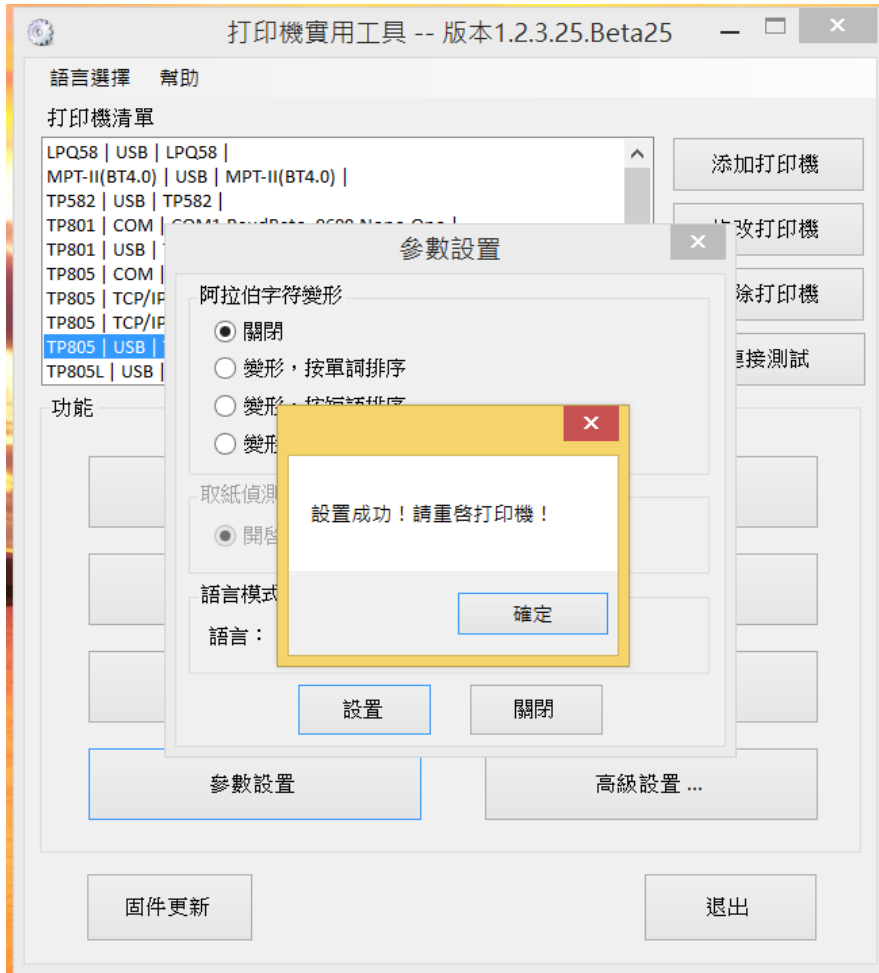 打印機實用工具 -- 版本1.2.3.25.Beta25
語言選擇 幫助
打印機清單
LPQ58 | USB | LPQ58 |
MPT-II(BT4.0) | USB | MPT-II(BT4.0) |
TP582 | USB | TP582 |
TP801 | COM |
TP801 | USB |
TP805 | COM |
TP805 | TCP/IP
TP805 | TCP/IP
TP805 | USB |
TP805L | USB |
添加打印機
改打印機
除打印機
接測試
參數設置
阿拉伯字符變形
關閉
變形，按單詞排序
變形，按短語排序
變形
取紙偵測
開啓
設置成功！請重啓打印機！
確定
語言模式
語言：
設置 關閉
功能
參數設置 高級設置 ...
固件更新 退出